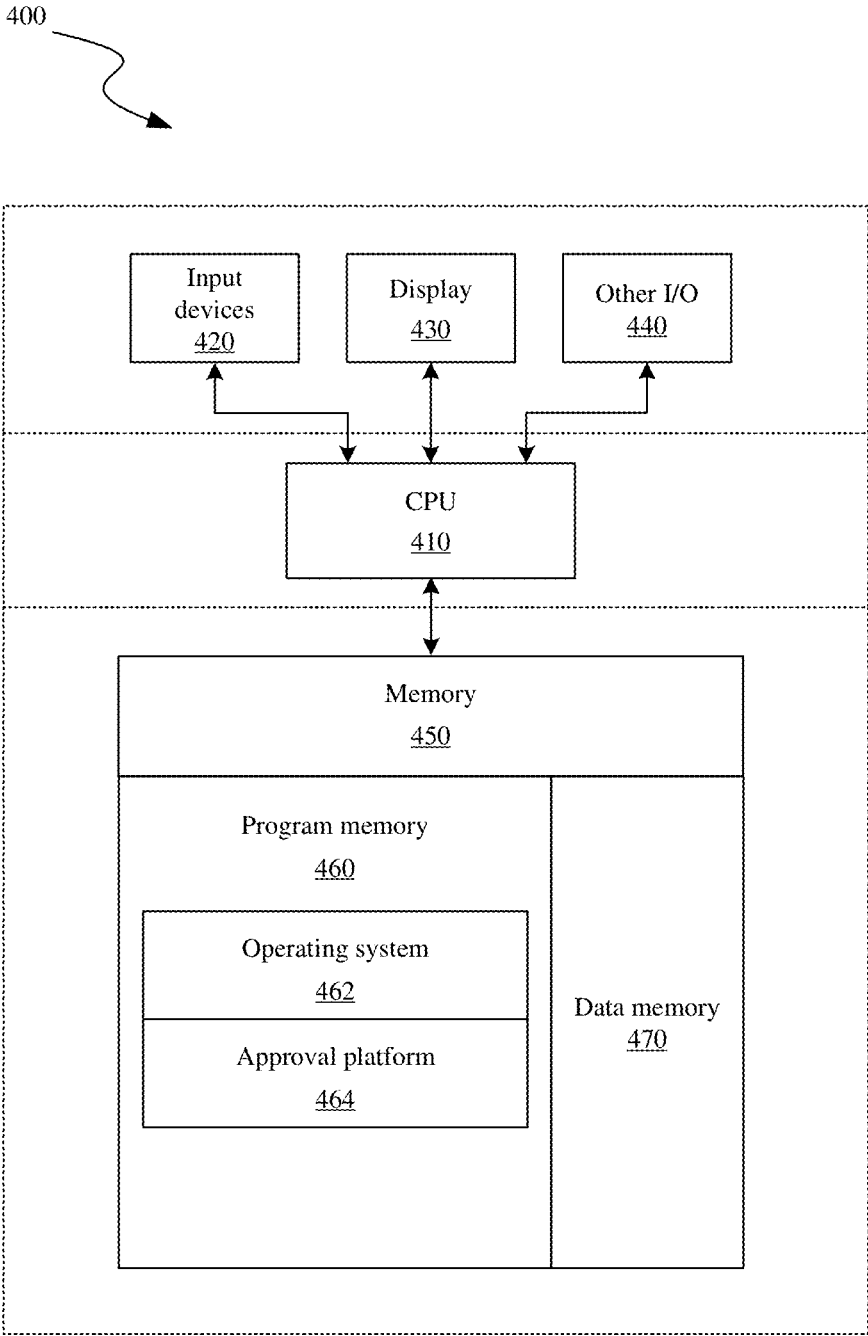 400
Input
devices
420
Display
430
Other I/O
440
CPU
410
Memory
450
Program memory
460
Operating system
462
Approval platform
464
Data memory
470